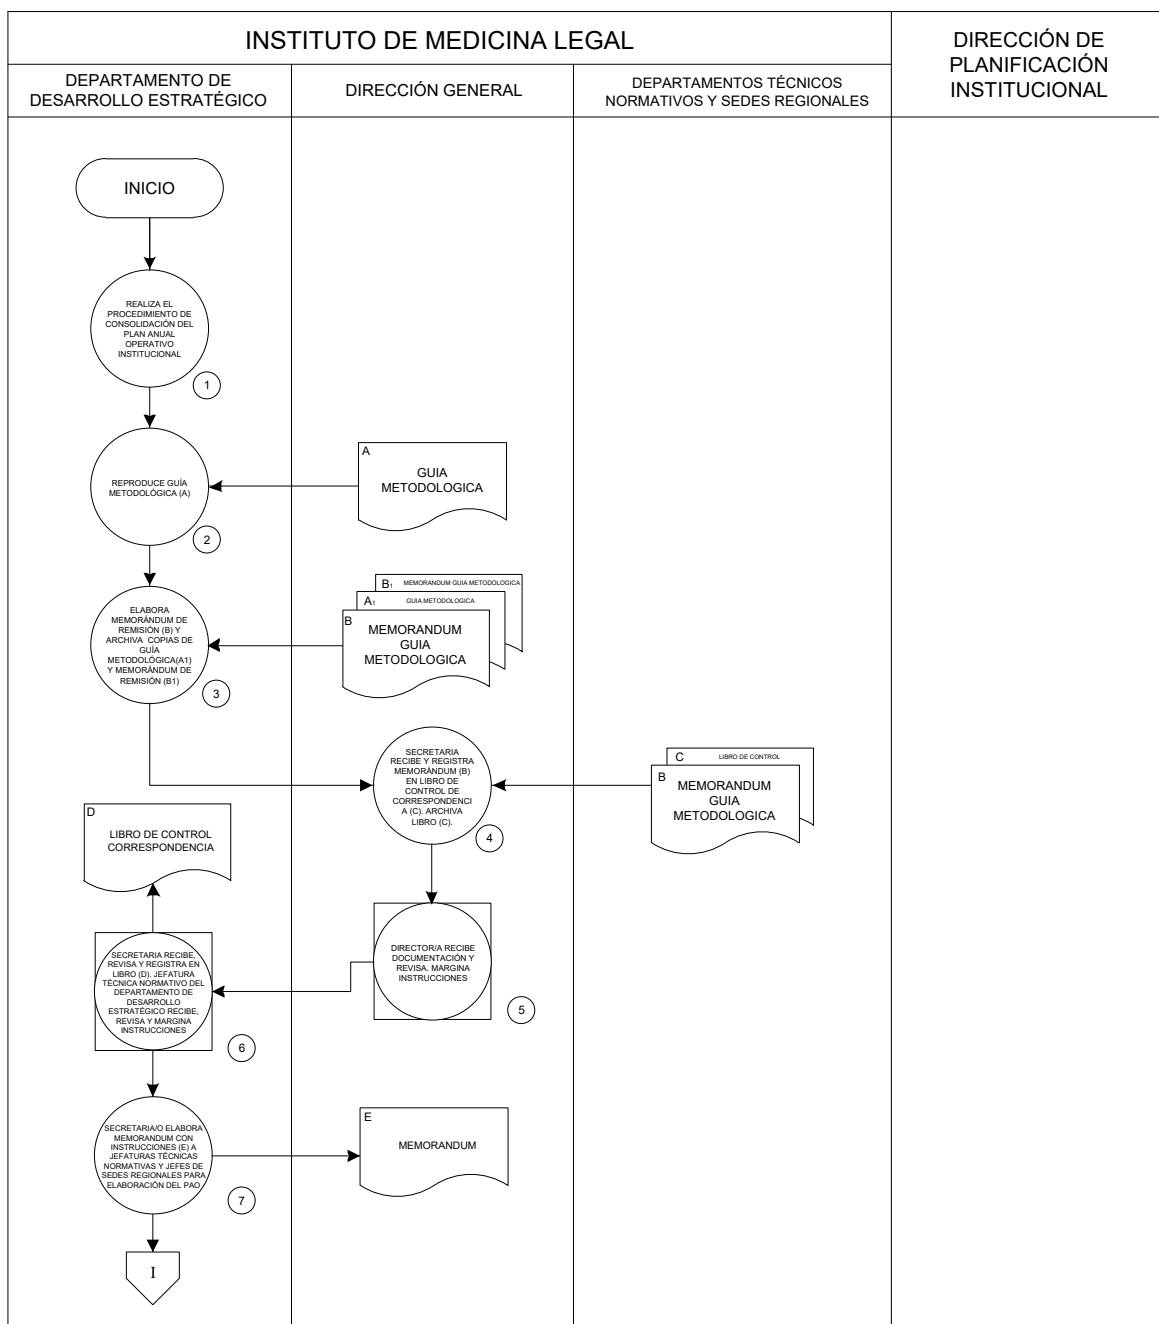 INSTITUTO DE MEDICINA LEGAL
DIRECCIÓN DE
PLANIFICACIÓN
INSTITUCIONAL
DEPARTAMENTO DE
DESARROLLO ESTRATÉGICO
DIRECCIÓN GENERAL
DEPARTAMENTOS TÉCNICOS
NORMATIVOS Y SEDES REGIONALES
INICIO
REALIZA EL
PROCEDIMIENTO DE
CONSOLIDACIÓN DEL
PLAN ANUAL
OPERATIVO
INSTITUCIONAL
1
REPRODUCE GUÍA
METODOLÓGICA (A)
2
A
GUIA
METODOLOGICA
ELABORA
MEMORÁNDUM DE
REMISIÓN (B) Y
ARCHIVA COPIAS DE
GUÍA
METODOLÓGICA(A1)
Y MEMORÁNDUM DE
REMISIÓN (B1)
3
B1 MEMORANDUM GUIA METODOLOGICA
A1 GUIA METODOLOGICA
B
MEMORANDUM
GUIA
METODOLOGICA
SECRETARIA
RECIBE Y REGISTRA
MEMORÁNDUM (B)
EN LIBRO DE
CONTROL DE
CORRESPONDENCI
A (C). ARCHIVA
LIBRO (C).
4
C LIBRO DE CONTROL
B
MEMORANDUM
GUIA
METODOLOGICA
D
LIBRO DE CONTROL
CORRESPONDENCIA
DIRECTOR/A RECIBE
DOCUMENTACIÓN Y
REVISA. MARGINA
INSTRUCCIONES
5
SECRETARIA RECIBE,
REVISA Y REGISTRA EN
LIBRO (D). JEFATURA
TÉCNICA NORMATIVO DEL
DEPARTAMENTO DE
DESARROLLO
ESTRATÉGICO RECIBE,
REVISA Y MARGINA
INSTRUCCIONES
6
SECRETARIA/O ELABORA
MEMORANDUM CON
INSTRUCCIONES (E) A
JEFATURAS TÉCNICAS
NORMATIVAS Y JEFES DE
SEDES REGIONALES PARA
ELABORACIÓN DEL PAO.
7
E
MEMORANDUM
I